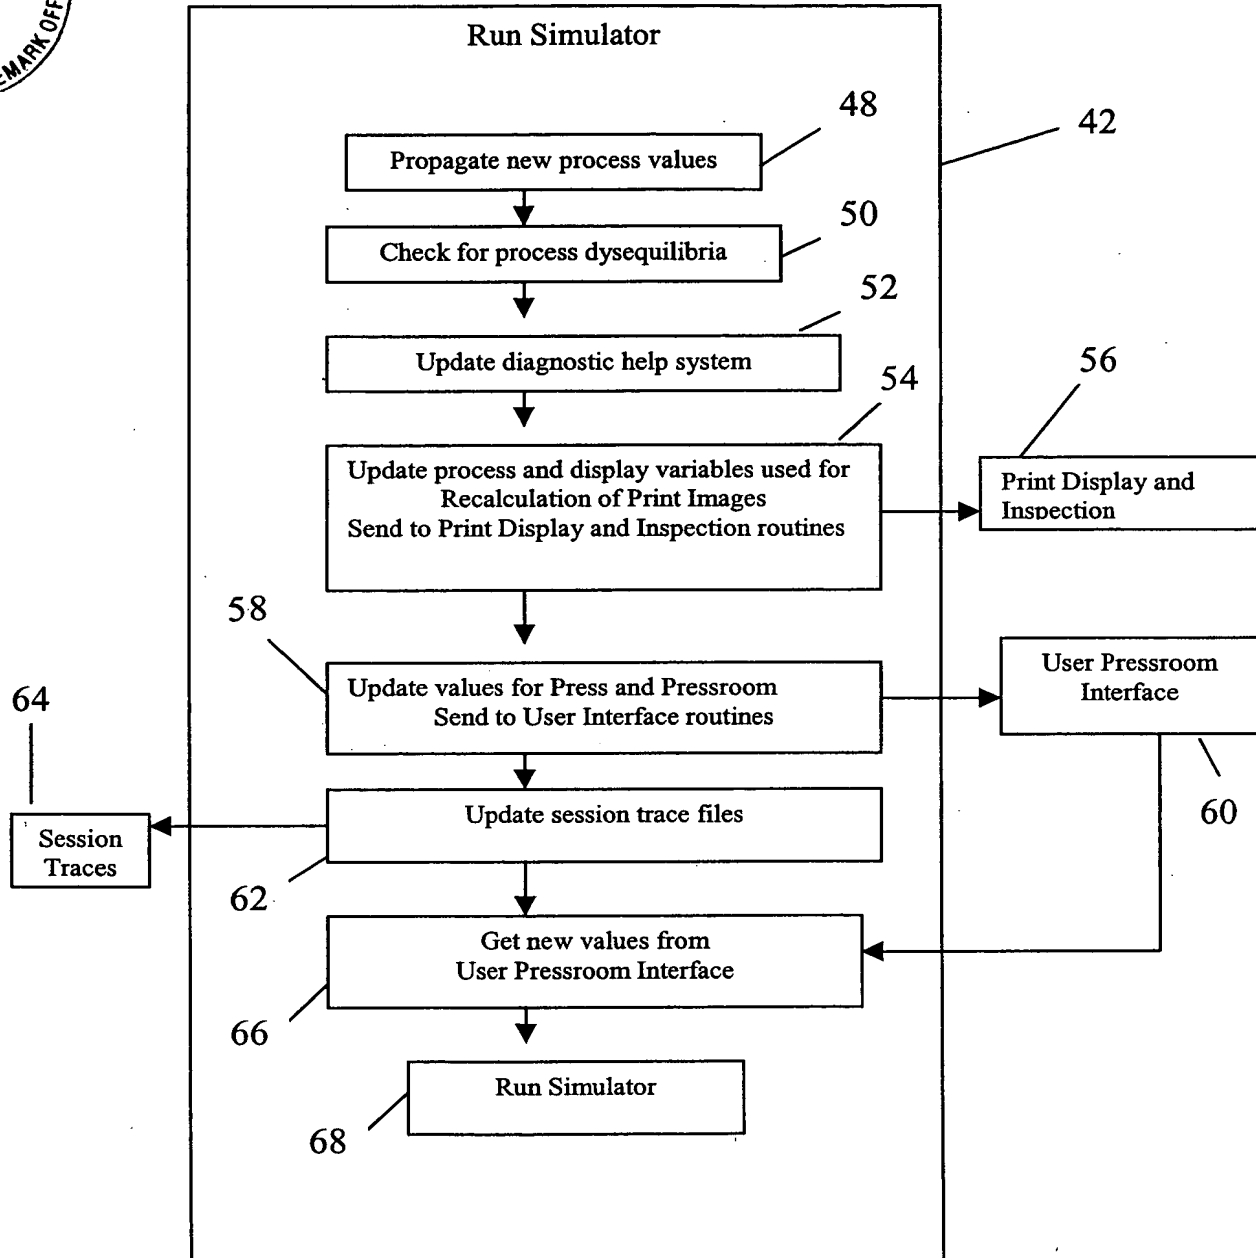 EMARK OFF
Run Simulator
48
42
Propagate new process values
50
Check for process dysequilibria
52
Update diagnostic help system
54
56
Update process and display variables used for
Recalculation of Print Images
Send to Print Display and Inspection routines
Print Display and
Inspection
58
User Pressroom
Interface
Update values for Press and Pressroom
Send to User Interface routines
64
60
Update session trace files
Session
Traces
62
Get new values from
User Pressroom Interface
66
Run Simulator
68